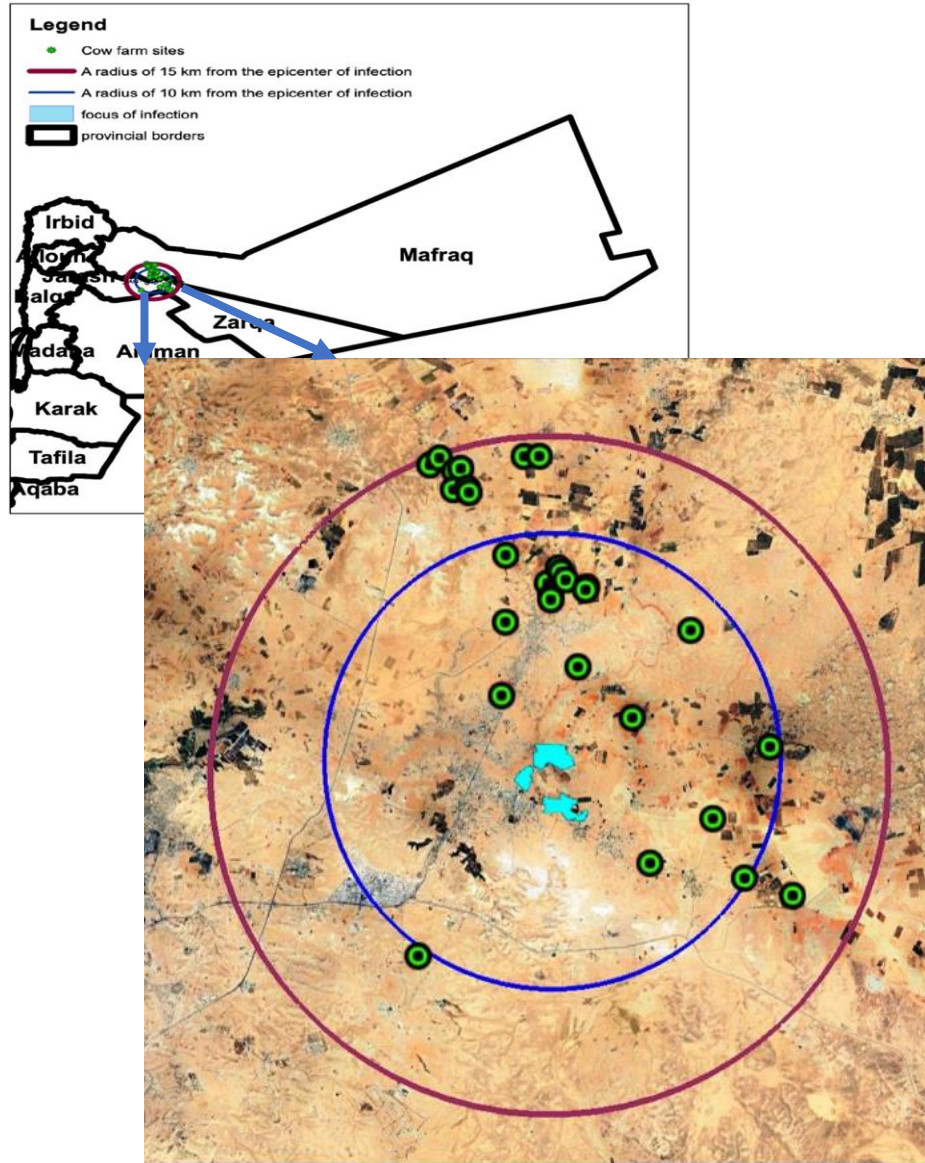 Legend
Cow farm sites
A radius of 15 km from the epicenter of infection
A radius of 10 km from the epicenter of infection
focus of infection
provincial borders
Irbid
Mafraq
Zarqa
Karak
Tafila
Aqaba